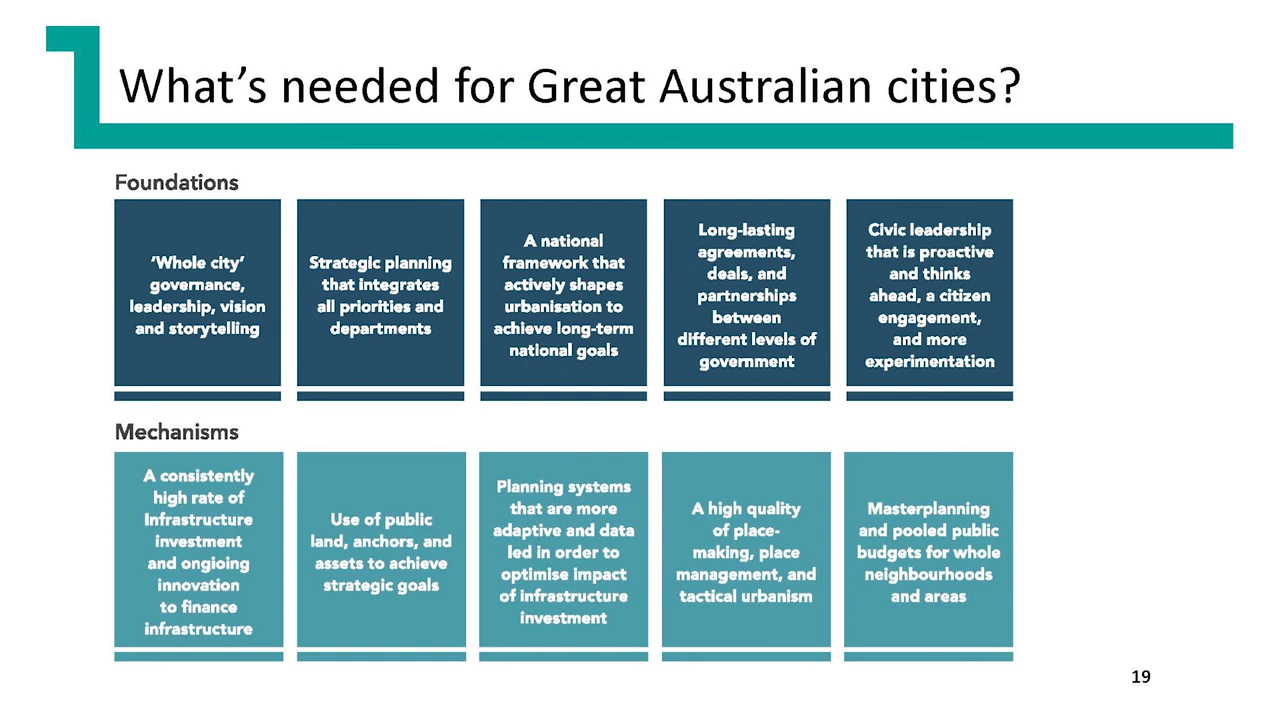 What’s needed for Great Australian cities?
Foundations
‘Whole city’
governance,
leadership, vision
and storytelling
Strategic planning
that integrates
all priorities and
departments
A national
framework that
actively shapes
urbanisation to
achieve long-term
national goals
Long-lasting
agreements,
deals, and
partnerships
between
different levels of
government
Civic leadership
that is proactive
and thinks
ahead, a citizen
engagement,
and more
experimentation
Mechanisms
A consistently
high rate of
Infrastructure
investment
and ongioing
innovation
to finance
infrastructure
Use of public
land, anchors, and
assets to achieve
strategic goals
Planning systems
that are more
adaptive and data
led in order to
optimise impact
of infrastructure
investment
A high quality
of place-
making, place
management, and
tactical urbanism
Masterplanning
and pooled public
budgets for whole
neighbourhoods
and areas
19